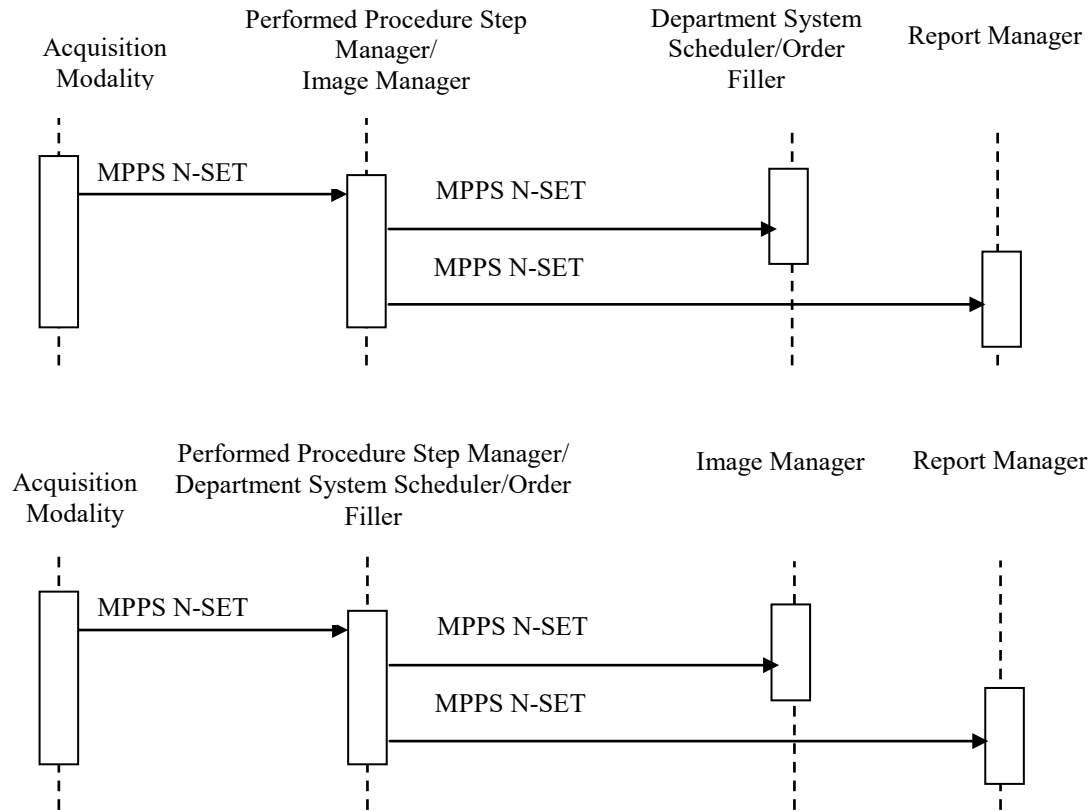 Acquisition
Modality
Performed Procedure Step
Manager/
Image Manager
Department System
Scheduler/Order
Filler
Report Manager
MPPS N-SET
MPPS N-SET
MPPS N-SET
Acquisition
Modality
Performed Procedure Step Manager/
Department System Scheduler/Order
Filler
Image Manager
Report Manager
MPPS N-SET
MPPS N-SET
MPPS N-SET